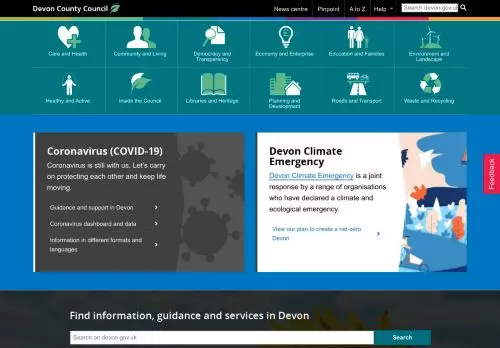 Devon County Council
News centre
Pinpoint
A to Z
Help
Search devon.gov.uk
Care and Health
Community and Living
Democracy and
Transparency
Economy and Enterprise
Education and Families
Environment and
Landscape
Healthy and Active
Inside the Council
Libraries and Heritage
Planning and
Development
Roads and Transport
Waste and Recycling
Coronavirus (COVID-19)
Coronavirus is still with us. Let's carry
on protecting each other and keep life
moving.
Guidance and support in Devon
Coronavirus dashboard and data
Information in different formats and
languages
Devon Climate
Emergency
Devon Climate Emergency is a joint
response by a range of organisations
who have declared a climate and
ecological emergency.
View our plan to create a net-zero
Devon
Feedback
Find information, guidance and services in Devon
Search on devon.gov.uk
Search